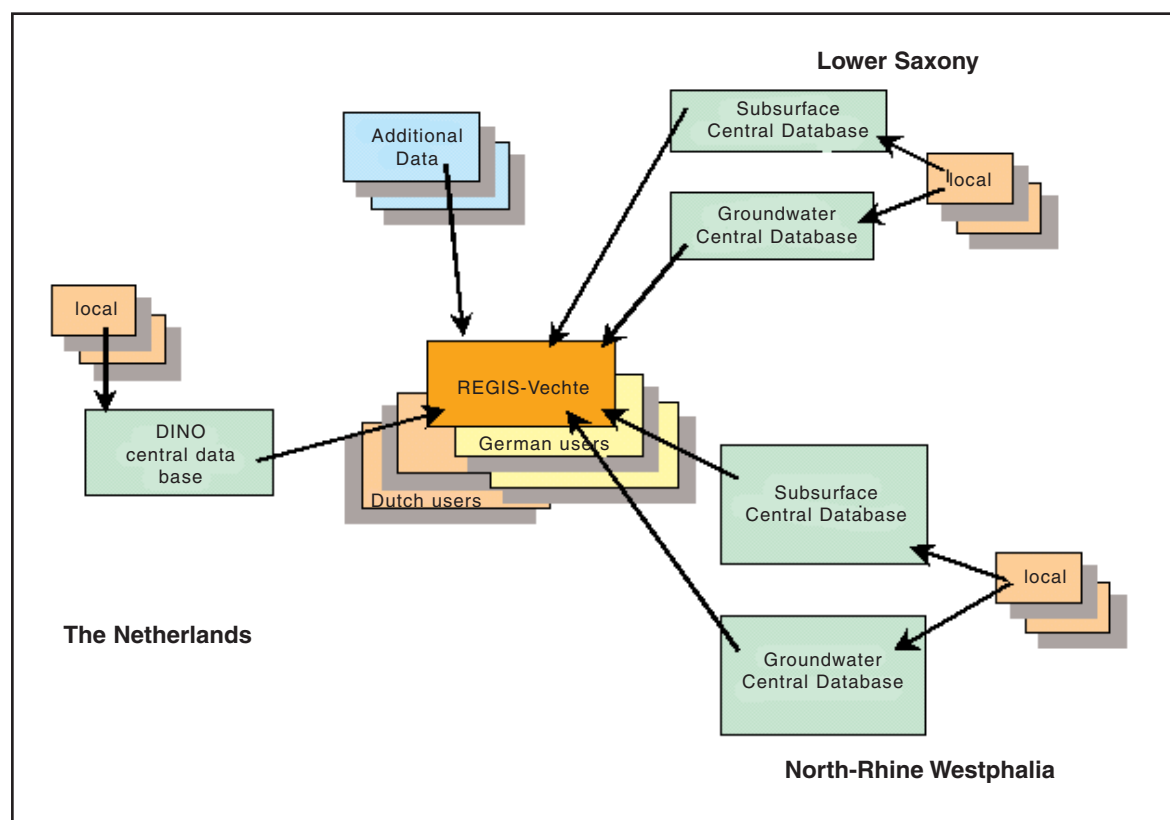 Lower Saxony
Subsurface
Central Database
Additional
Data
local
Groundwater
Central Database
local
REGIS-Vechte
DINO
central data
base
German users
Dutch users
Subsurface
Central Database
local
The Netherlands
Groundwater
Central Database
North-Rhine Westphalia